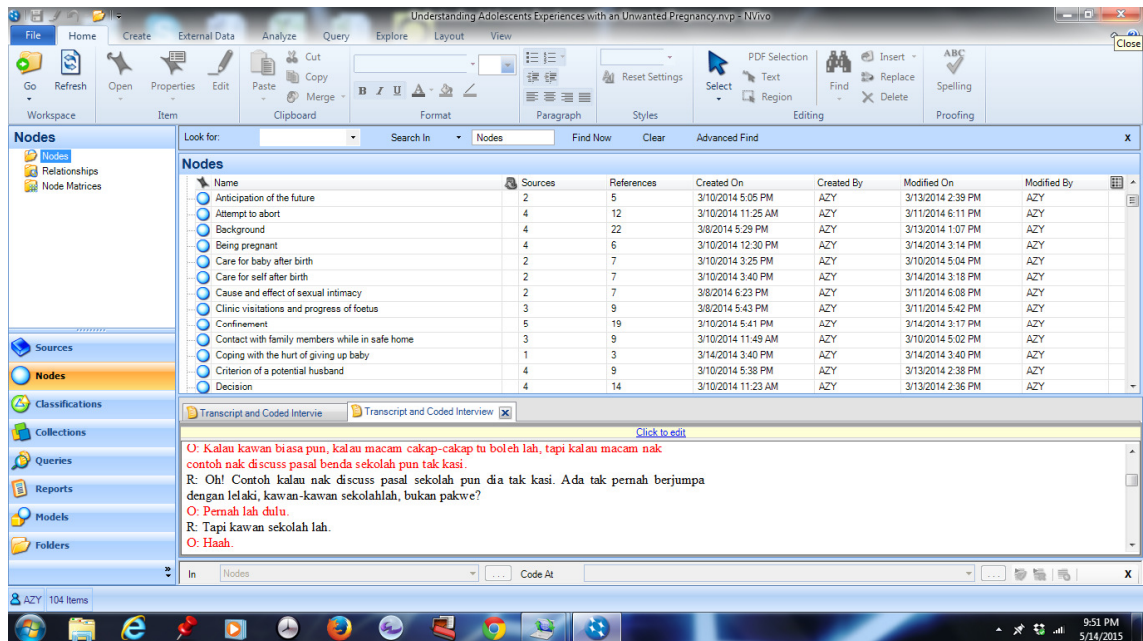 Understanding Adolescents Experiences with an Unwanted Pregnancy.nvp - NVivo
File Home Create External Data Analyze Query Explore Layout View
Close
Go Refresh Open Properties Edit Paste Cut Copy Merge B I U A Reset Settings Select PDF Selection Text Region Find Insert Replace Delete ABC Spelling
Workspace Item Clipboard Format Paragraph Styles Editing Proofing
Nodes Look for: Search In Nodes Find Now Clear Advanced Find X
Nodes
Relationships
Node Matrices
Sources
Nodes
Classifications
Collections
Queries
Reports
Models
Folders
Nodes
Name Sources References Created On Created By Modified On Modified By
Anticipation of the future 2 5 3/10/2014 5:05 PM AZY 3/13/2014 2:39 PM AZY
Attempt to abort 4 12 3/10/2014 11:25 AM AZY 3/11/2014 6:11 PM AZY
Background 4 22 3/8/2014 5:29 PM AZY 3/13/2014 1:07 PM AZY
Being pregnant 4 6 3/10/2014 12:30 PM AZY 3/14/2014 3:14 PM AZY
Care for baby after birth 2 7 3/10/2014 3:25 PM AZY 3/10/2014 5:04 PM AZY
Care for self after birth 2 7 3/10/2014 3:40 PM AZY 3/14/2014 3:18 PM AZY
Cause and effect of sexual intimacy 2 7 3/8/2014 6:23 PM AZY 3/11/2014 6:08 PM AZY
Clinic visitations and progress of foetus 3 9 3/8/2014 5:43 PM AZY 3/11/2014 5:42 PM AZY
Confinement 5 19 3/10/2014 5:41 PM AZY 3/14/2014 3:17 PM AZY
Contact with family members while in safe home 3 9 3/10/2014 11:49 AM AZY 3/10/2014 5:02 PM AZY
Coping with the hurt of giving up baby 1 3 3/14/2014 3:40 PM AZY 3/14/2014 3:40 PM AZY
Criterion of a potential husband 4 9 3/10/2014 5:38 PM AZY 3/13/2014 2:38 PM AZY
Decision 4 14 3/10/2014 11:23 AM AZY 3/13/2014 2:36 PM AZY
Transcript and Coded Intervie Transcript and Coded Interview
Click to edit
O: Kalau kawan biasa pun, kalau macam cakap-cakap tu boleh lah, tapi kalau macam nak
contoh nak discuss pasal benda sekolah pun tak kasi.
R: Oh! Contoh kalau nak discuss pasal sekolah pun dia tak kasi. Ada tak pernah berjumpa
dengan lelaki, kawan-kawan sekolahlah, bukan pakwe?
O: Pernah lah dulu.
R: Tapi kawan sekolah lah.
O: Haah.
In Nodes ... Code At ... X
AZY 104 Items
9:51 PM
5/14/2015